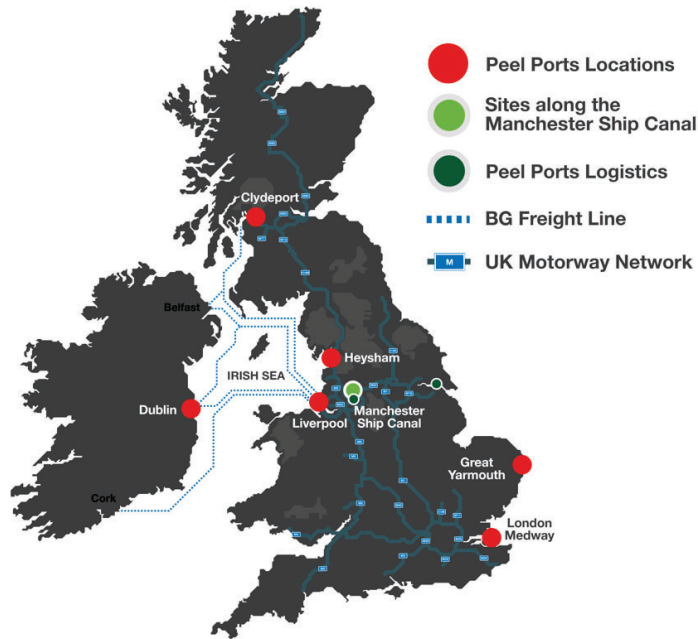 Peel Ports Locations
Sites along the
Manchester Ship Canal
Peel Ports Logistics
BG Freight Line
M
UK Motorway Network
Clydeport
Belfast
Heysham
IRISH SEA
Dublin
Liverpool
Manchester
Ship Canal
Great
Yarmouth
Cork
London
Medway